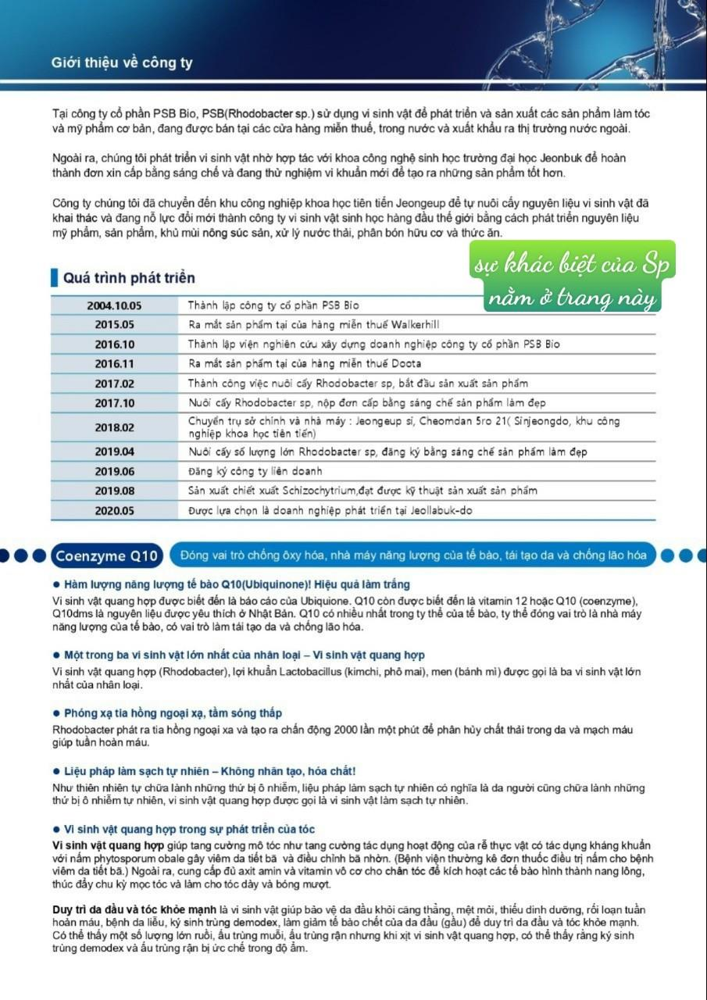 Giới thiệu về công ty
Tại công ty cổ phần PSB Bio, PSB(Rhodobacter sp.) sử dụng vi sinh vật để phát triển và sản xuất các sản phẩm làm tóc
và mỹ phẩm cơ bản, đang được bán tại các cửa hàng miễn thuế, trong nước và xuất khẩu ra thị trường nước ngoài.
Ngoài ra, chúng tôi phát triển vi sinh vật nhờ hợp tác với khoa công nghệ sinh học trường đại học Jeonbuk để hoàn
thành đơn xin cấp bằng sáng chế và đang thử nghiệm vi khuẩn mới để tạo ra những sản phẩm tốt hơn.
Công ty chúng tôi đã chuyển đến khu công nghiệp khoa học tiên tiến Jeongeup để tự nuôi cấy nguyên liệu vi sinh vật đã
khai thác và đang nỗ lực đổi mới thành công ty vi sinh vật sinh học hàng đầu thế giới bằng cách phát triển nguyên liệu
mỹ phẩm, sản phẩm, khủ mùi nông súc sản, xử lý nước thải, phân bón hữu cơ và thức ăn.
sự khác biệt của Sp
nằm ở trang này
Quá trình phát triển
2004.10.05 Thành lập công ty cổ phần PSB Bio
2015.05 Ra mắt sản phẩm tại của hàng miễn thuế Walkerhill
2016.10 Thành lập viện nghiên cứu xây dựng doanh nghiệp công ty cổ phần PSB Bio
2016.11 Ra mắt sản phẩm tại của hàng miễn thuế Doota
2017.02 Thành công việc nuôi cấy Rhodobacter sp, bắt đầu sản xuất sản phẩm
2017.10 Nuôi cấy Rhodobacter sp, nộp đơn cấp bằng sáng chế sản phẩm làm đẹp
2018.02 Chuyển trụ sở chính và nhà máy : Jeongeup si, Cheomdan 5ro 21( Sinjeongdo, khu công
nghiệp khoa học tiên tiến)
2019.04 Nuôi cấy số lượng lớn Rhodobacter sp, đăng ký bằng sáng chế sản phẩm làm đẹp
2019.06 Đăng ký công ty liên doanh
2019.08 Sản xuất chiết xuất Schizochytrium,đạt được kỹ thuật sản xuất sản phẩm
2020.05 Được lựa chọn là doanh nghiệp phát triển tại Jeollabuk-do
Coenzyme Q10 Đóng vai trò chống ôxy hóa, nhà máy năng lượng của tế bào, tái tạo da và chống lão hóa
● Hàm lượng năng lượng tế bào Q10(Ubiquinone)! Hiệu quả làm trắng
Vi sinh vật quang hợp được biết đến là báo cáo của Ubiquione. Q10 còn được biết đến là vitamin 12 hoặc Q10 (coenzyme),
Q10dms là nguyên liệu được yêu thích ở Nhật Bản. Q10 có nhiều nhất trong ty thể của tế bào, ty thể đóng vai trò là nhà máy
năng lượng của tế bào, có vai trò làm tái tạo da và chống lão hóa.
● Một trong ba vi sinh vật lớn nhất của nhân loại – Vi sinh vật quang hợp
Vi sinh vật quang hợp (Rhodobacter), lợi khuẩn Lactobacillus (kimchi, phô mai), men (bánh mì) được gọi là ba vi sinh vật lớn
nhất của nhân loại.
● Phóng xạ tia hồng ngoại xạ, tầm sóng thấp
Rhodobacter phát ra tia hồng ngoại xa và tạo ra chấn động 2000 lần một phút để phân hủy chất thải trong da và mạch máu
giúp tuần hoàn máu.
● Liệu pháp làm sạch tự nhiên – Không nhân tạo, hóa chất!
Như thiên nhiên tự chữa lành những thứ bị ô nhiễm, liệu pháp làm sạch tự nhiên có nghĩa là da người cũng chữa lành những
thứ bị ô nhiễm tự nhiên, vi sinh vật quang hợp được gọi là vi sinh vật làm sạch tự nhiên.
● Vi sinh vật quang hợp trong sự phát triển của tóc
Vi sinh vật quang hợp giúp tang cường mô tóc như tang cường tác dụng hoạt động của rễ thực vật có tác dụng kháng khuẩn
với nấm phytosporum obale gây viêm da tiết bã và điều chỉnh bã nhờn. (Bệnh viện thường kê đơn thuốc điều trị nấm cho bệnh
viêm da tiết bã.) Ngoài ra, cung cấp đủ axit amin và vitamin vô cơ cho chân tóc để kích hoạt các tế bào hình thành nang lông,
thúc đẩy chu kỳ mọc tóc và làm cho tóc dày và bóng mượt.
Duy trì da đầu và tóc khỏe mạnh là vi sinh vật giúp bảo vệ da đầu khỏi căng thẳng, mệt mỏi, thiếu dinh dưỡng, rối loạn tuần
hoàn máu, bệnh da liễu, ký sinh trùng demodex, làm giảm tế bào chết của da đầu (gầu) để duy trì da đầu và tóc khỏe mạnh.
Có thể thấy một số lượng lớn ruồi, ấu trùng muỗi, ấu trùng rận nhưng khi xịt vi sinh vật quang hợp, có thể thấy rằng ký sinh
trùng demodex và ấu trùng rận bị ức chế trong độ ẩm.